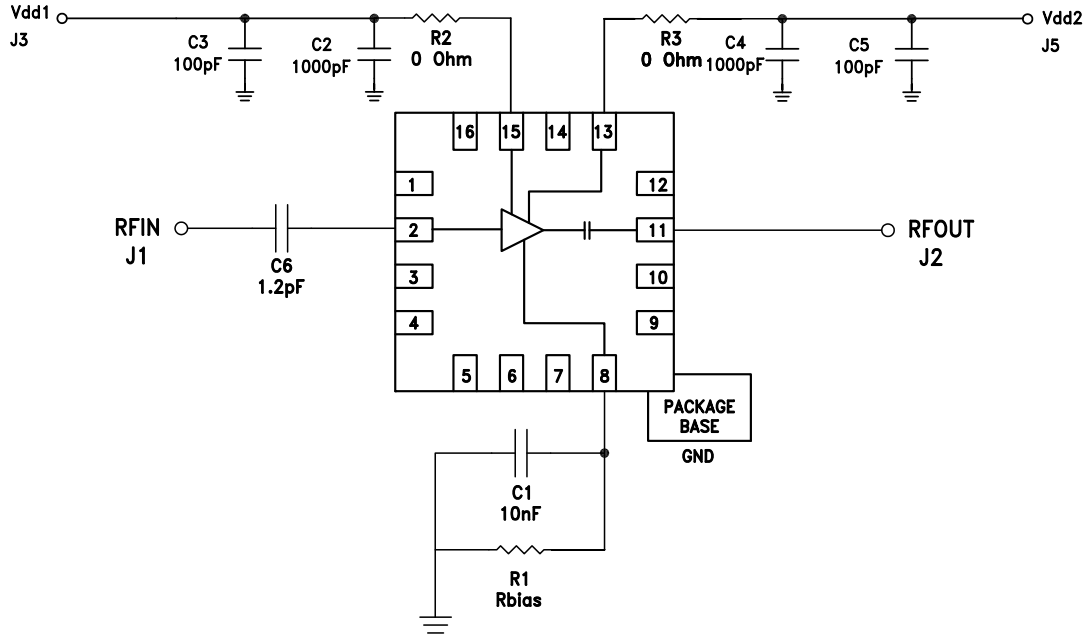 Vdd1
J3
C3
100pF
C2
1000pF
R2
0 Ohm
R3
0 Ohm
C4
1000pF
C5
100pF
Vdd2
J5
16
15
14
13
1
2
3
4
12
11
10
9
5
6
7
8
RFIN
J1
C6
1.2pF
RFOUT
J2
PACKAGE
BASE
GND
C1
10nF
R1
Rbias